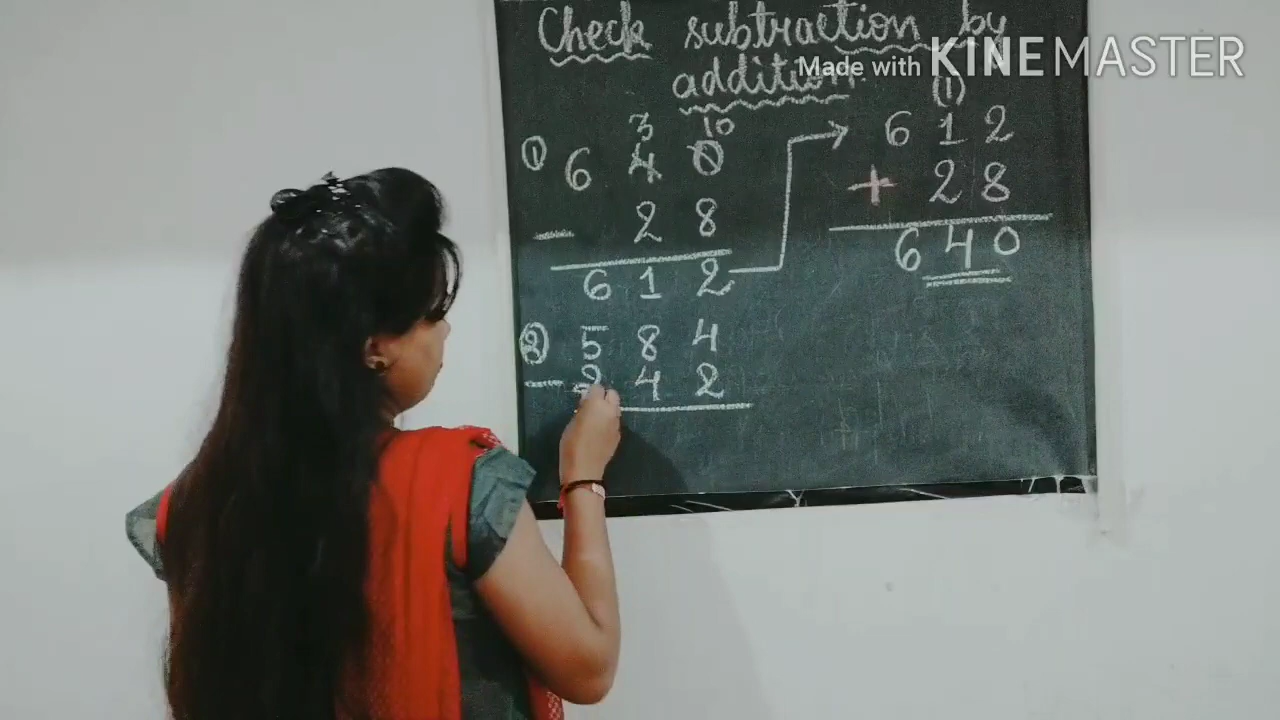 Check subtraction by
addition.
Made with KINEMASTER
① 3 10
6 4 0
- 2 8
6 1 2
(1)
6 1 2
+ 2 8
6 4 0
② 5 8 4
- 2 4 2